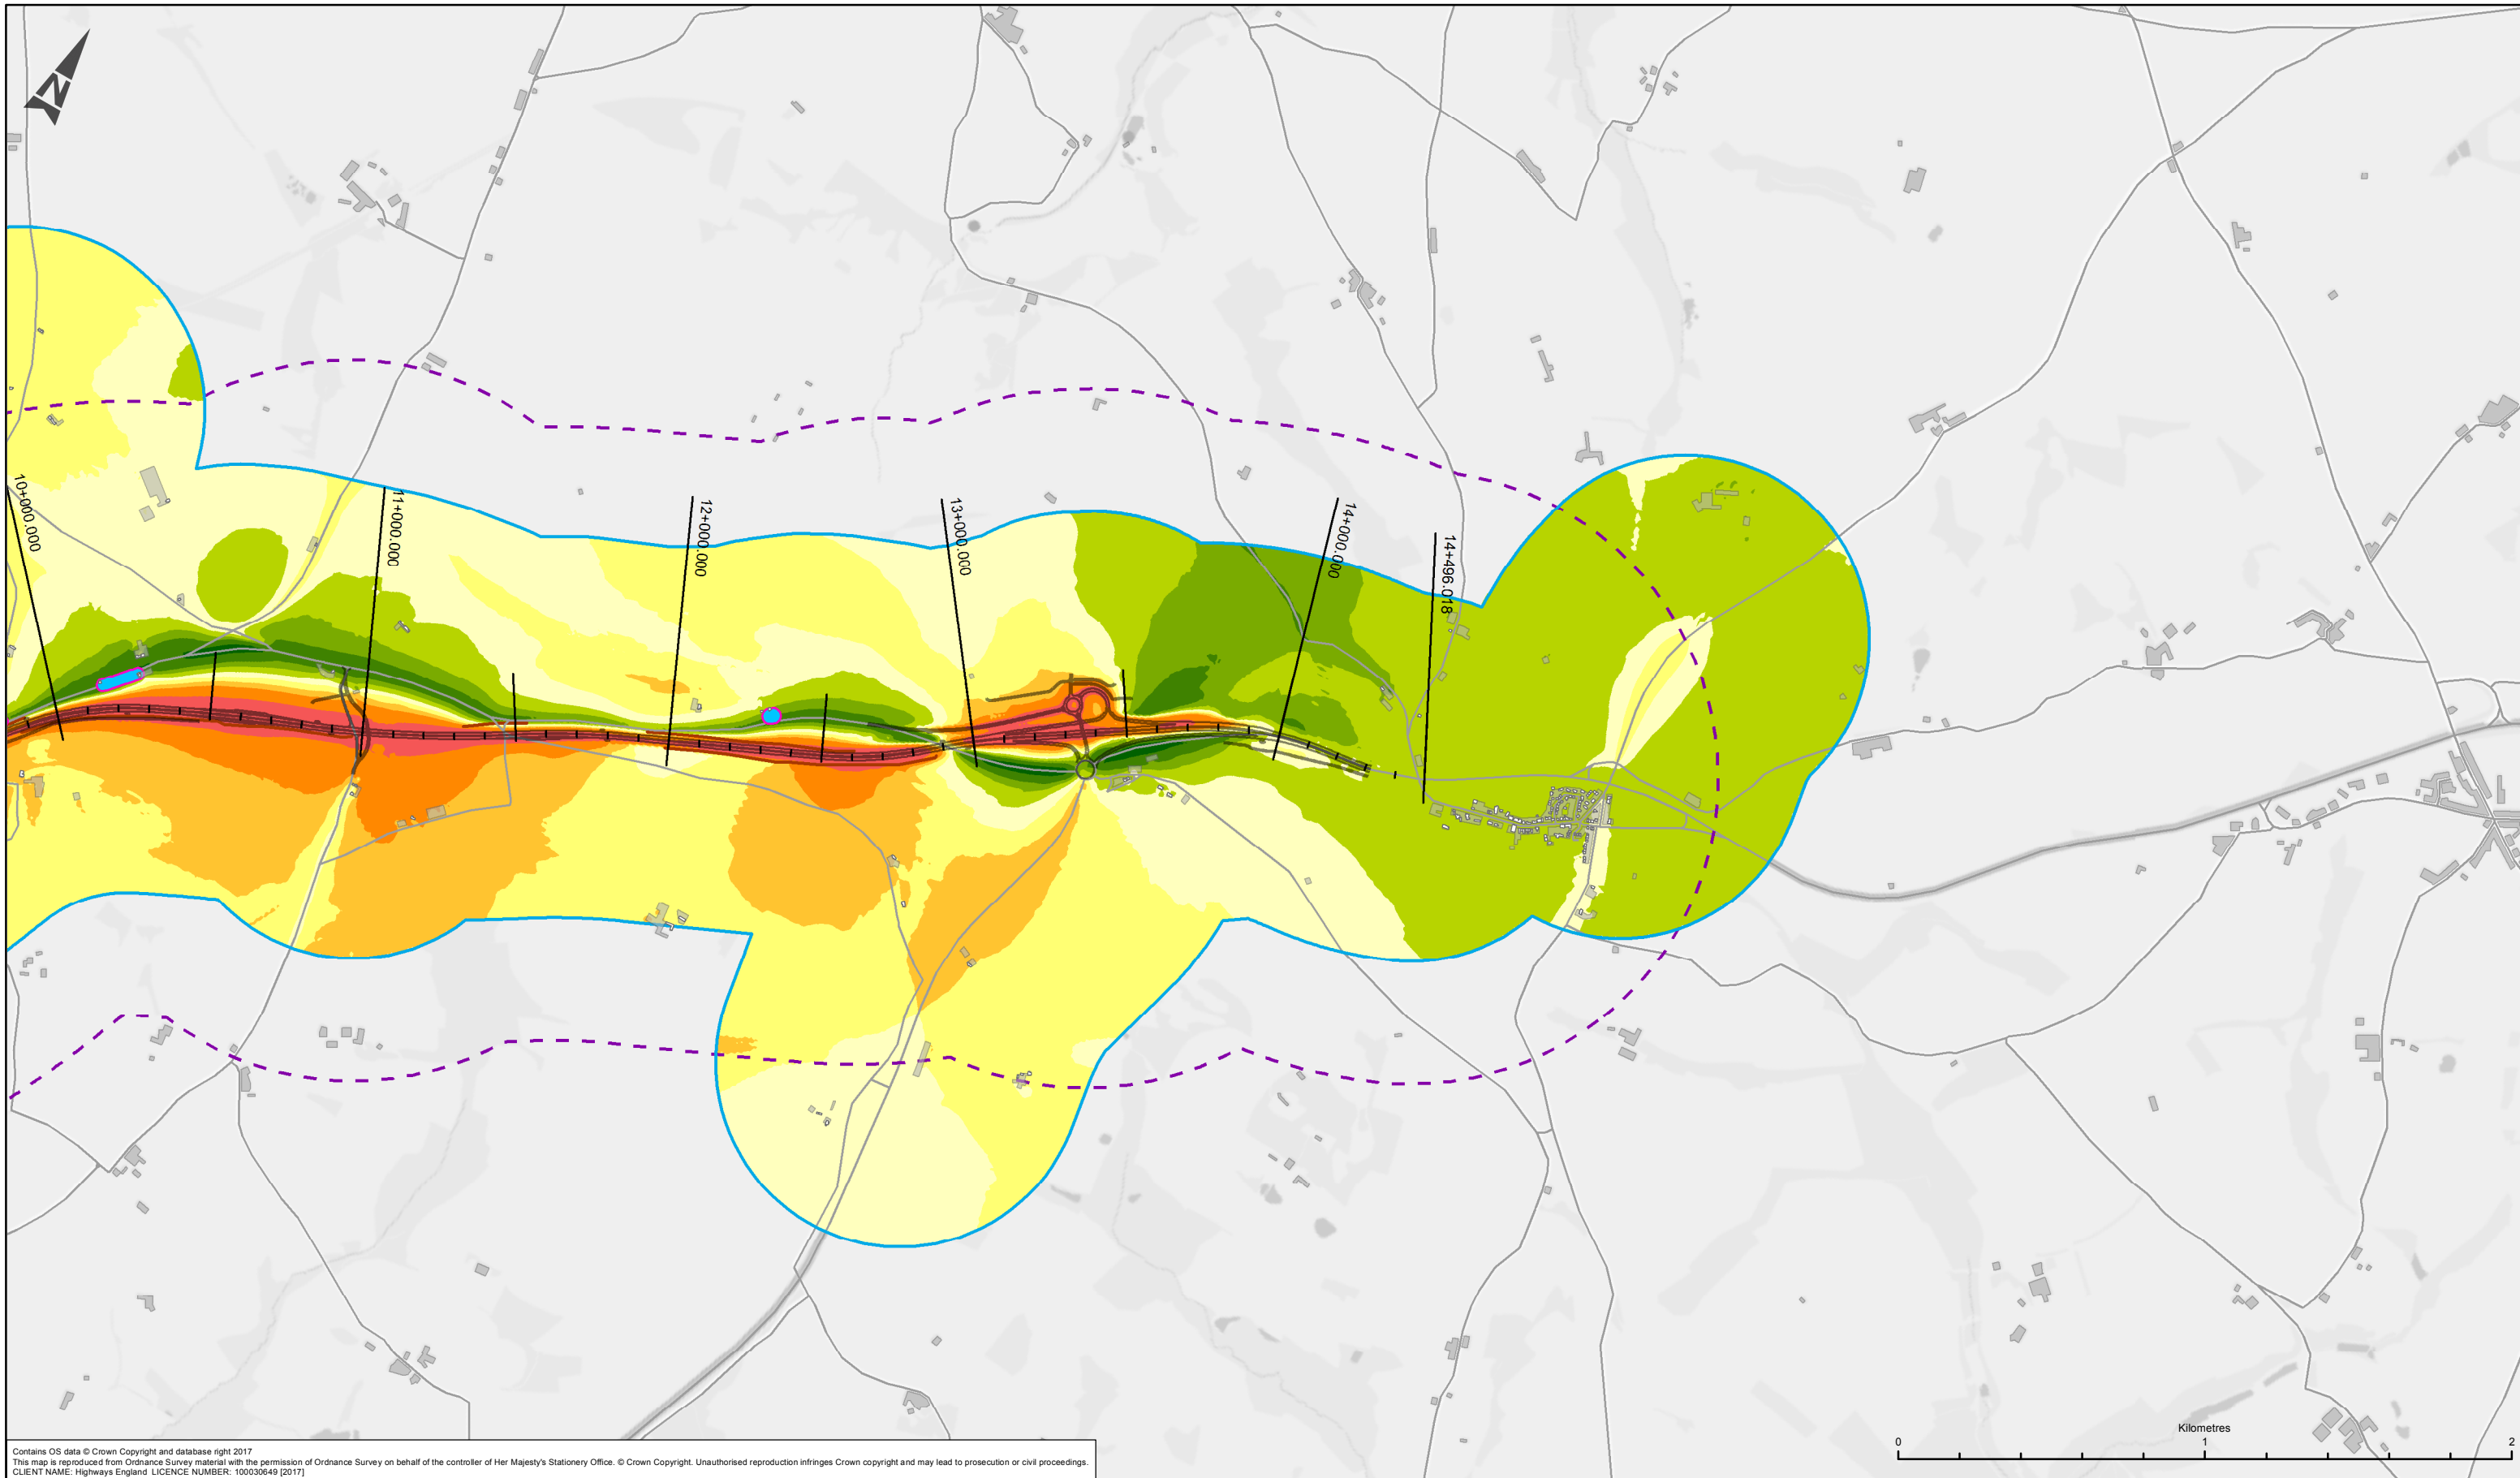 N
10+000.000
11+000.000
12+000.000
13+000.000
14+000.000
14+496.018
Kilometres
0 1 2
Contains OS data © Crown Copyright and database right 2017
This map is reproduced from Ordnance Survey material with the permission of Ordnance Survey on behalf of the controller of Her Majesty's Stationery Office. © Crown Copyright. Unauthorised reproduction infringes Crown copyright and may lead to prosecution or civil proceedings.
CLIENT NAME: Highways England LICENCE NUMBER: 100030649 [2017]